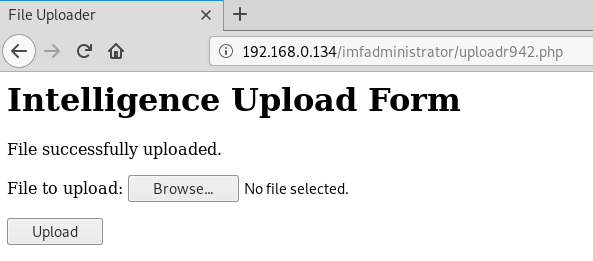 File Uploader
192.168.0.134/imfadministrator/uploadr942.php
Intelligence Upload Form
File successfully uploaded.
File to upload: Browse... No file selected.
Upload